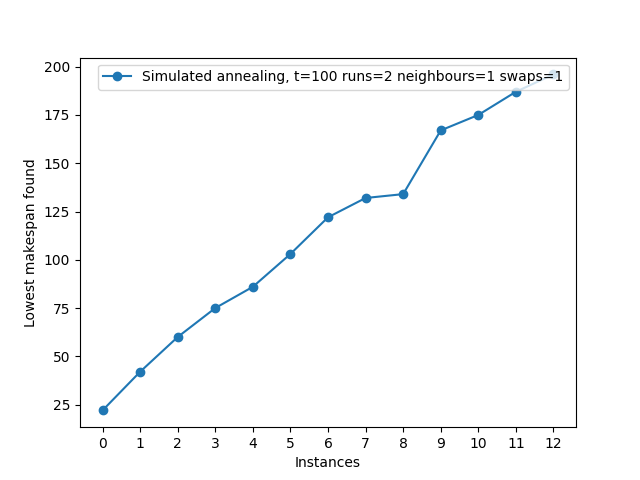 Simulated annealing, t=100 runs=2 neighbours=1 swaps=1
200
175
150
125
100
75
50
25
Lowest makespan found
0 1 2 3 4 5 6 7 8 9 10 11 12
Instances